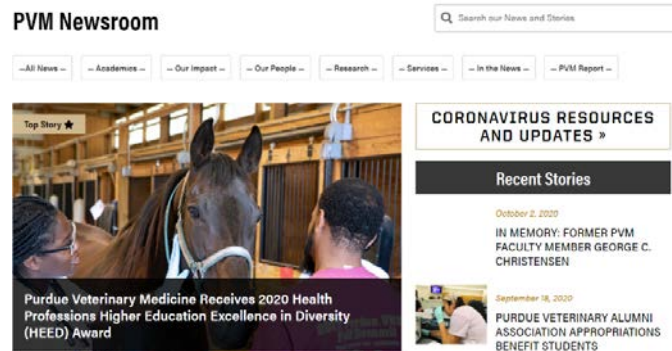 PVM Newsroom
Search our News and Stories
— All News —
— Academics —
— Our Impact —
— Our People —
— Research —
— Services —
— In the News —
— PVM Report —
Top Story
CORONAVIRUS RESOURCES
AND UPDATES »
Recent Stories
October 2, 2020
IN MEMORY: FORMER PVM
FACULTY MEMBER GEORGE C.
CHRISTENSEN
Purdue Veterinary Medicine Receives 2020 Health
Professions Higher Education Excellence in Diversity
(HEED) Award
September 18, 2020
PURDUE VETERINARY ALUMNI
ASSOCIATION APPROPRIATIONS
BENEFIT STUDENTS